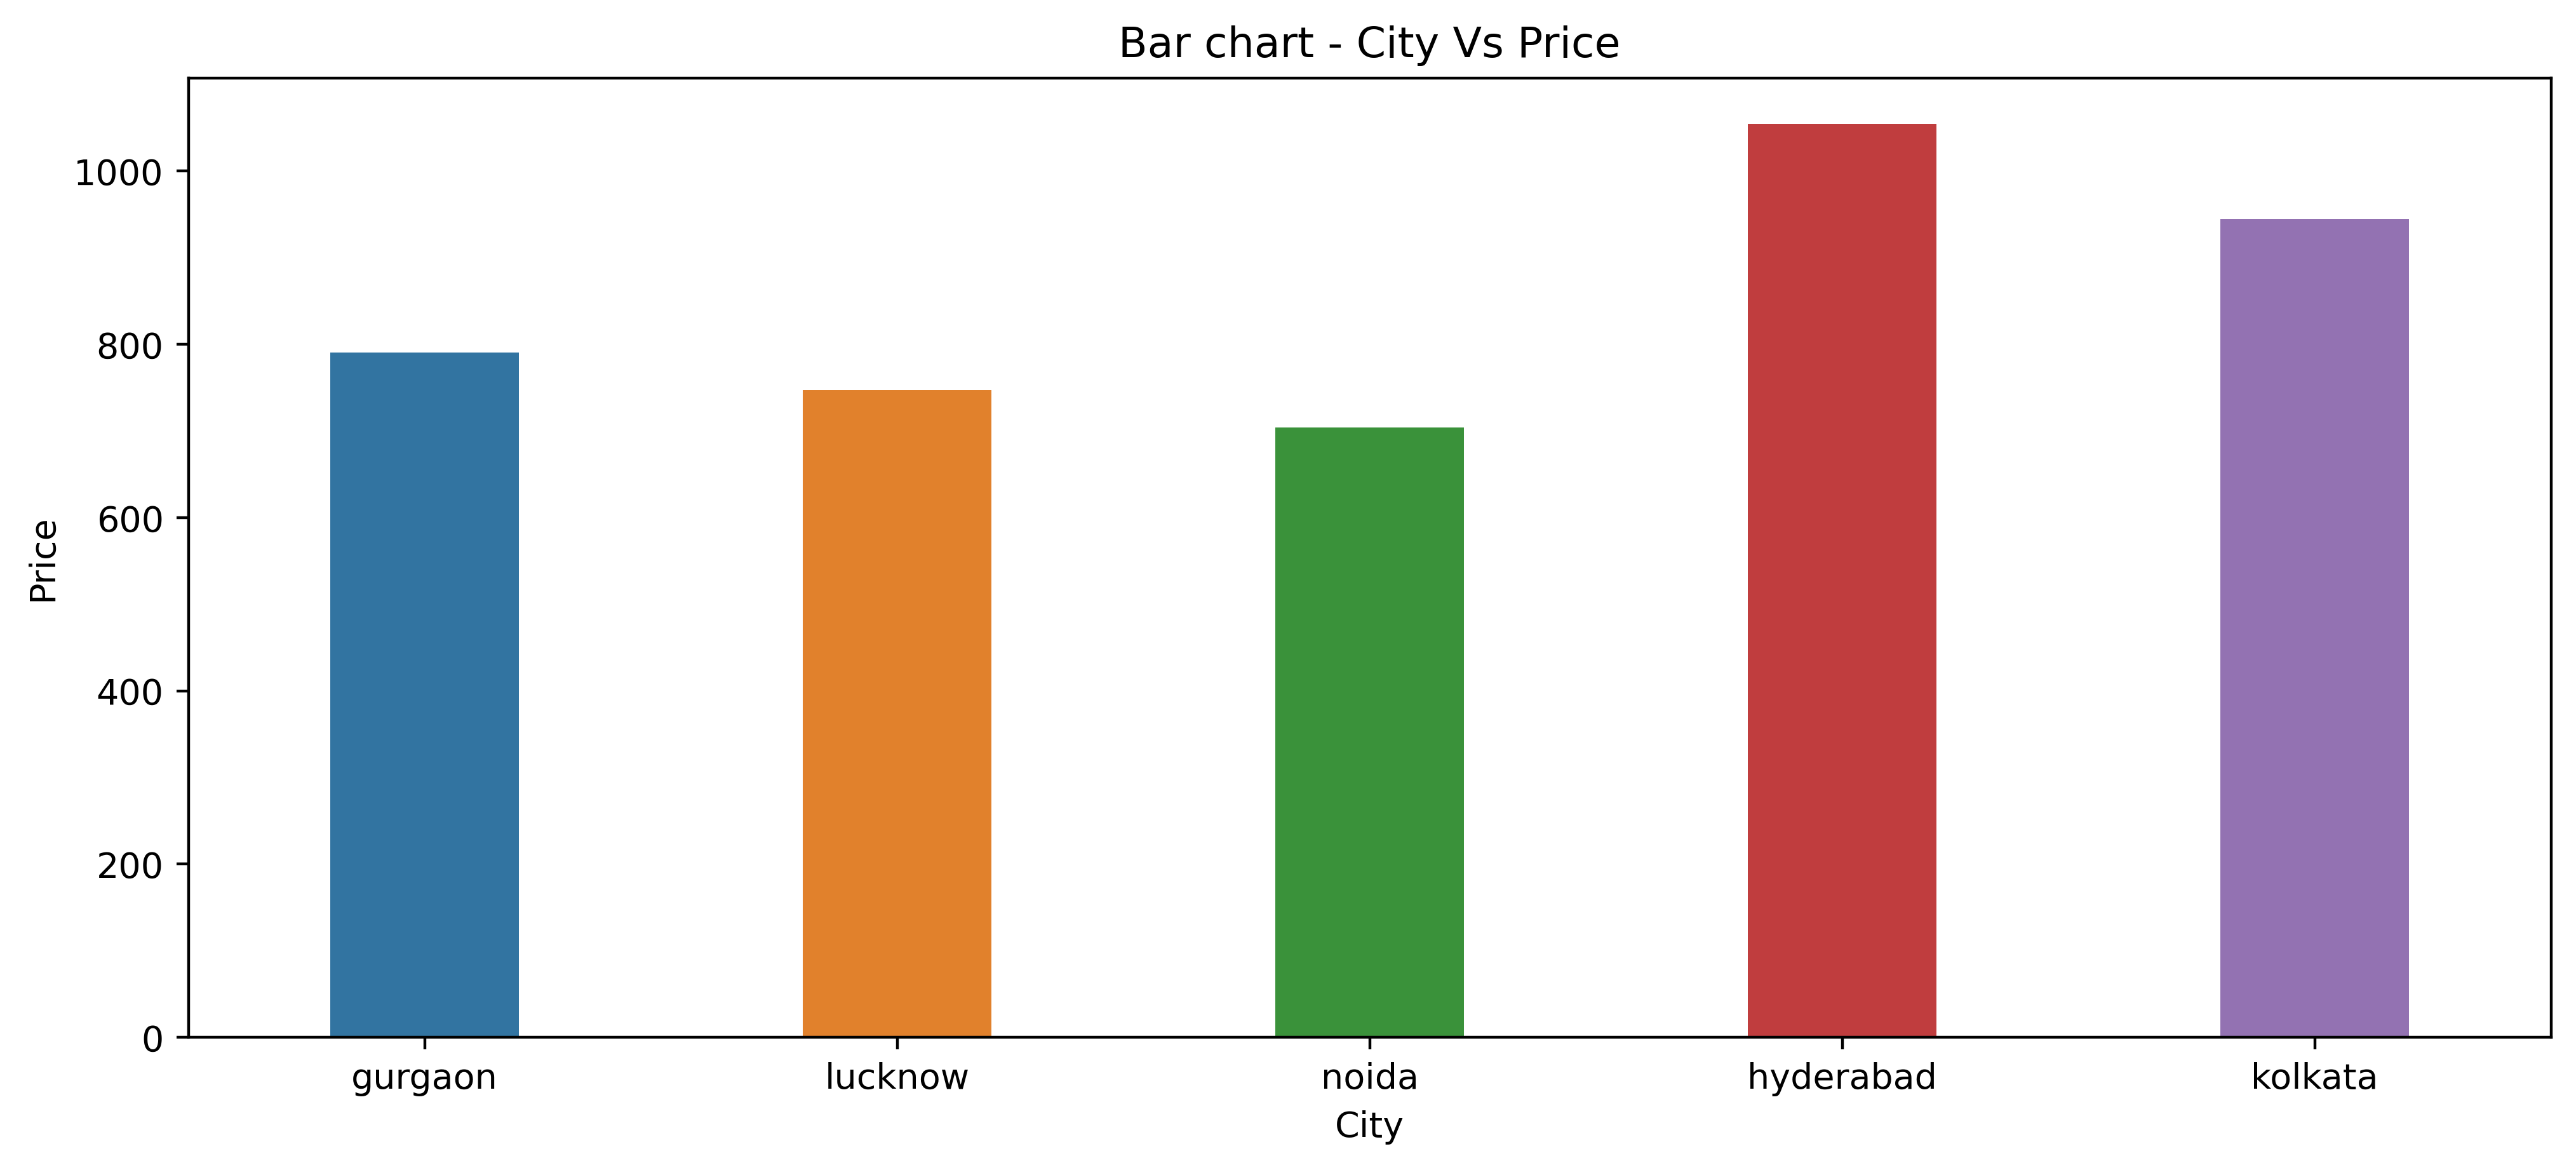 Bar chart - City Vs Price
1000
800
600
400
200
0
Price
gurgaon lucknow noida hyderabad kolkata
City